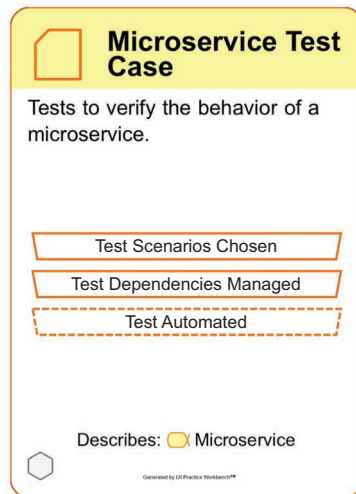 Microservice Test
Case
Tests to verify the behavior of a
microservice.
Test Scenarios Chosen
Test Dependencies Managed
Test Automated
Describes: Microservice
Generated by IJI Practice Workbench™